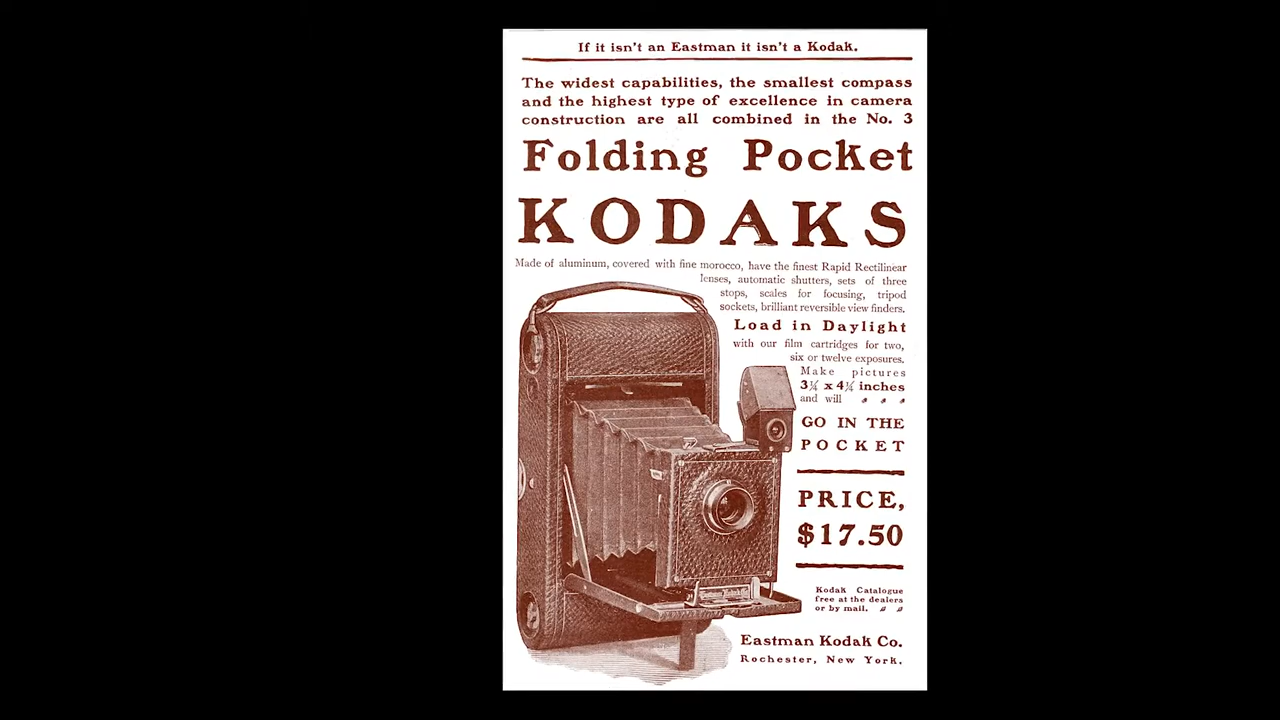 If it isn't an Eastman it isn't a Kodak.
The widest capabilities, the smallest compass
and the highest type of excellence in camera
construction are all combined in the No. 3
Folding Pocket
KODAKS
Made of aluminum, covered with fine morocco, have the finest Rapid Rectilinear
lenses, automatic shutters, sets of three
stops, scales for focusing, tripod
sockets, brilliant reversible view finders.
Load in Daylight
with our film cartridges for two,
six or twelve exposures.
Make pictures
3¼ x 4¼ inches
and will
GO IN THE
POCKET
PRICE,
$17.50
Kodak Catalogue
free at the dealers
or by mail.
Eastman Kodak Co.
Rochester, New York.